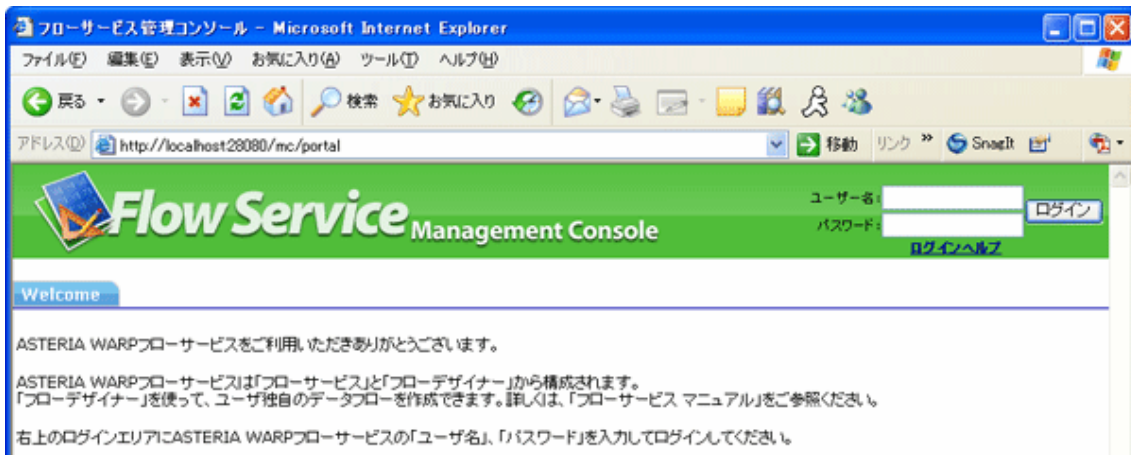 フローサービス管理コンソール - Microsoft Internet Explorer
ファイル(F) 編集(E) 表示(V) お気に入り(A) ツール(T) ヘルプ(H)
戻る 検索 お気に入り
アドレス(D) http://localhost:28080/mc/portal 移動 リンク » SnagIt
Flow Service Management Console
ユーザー名:
パスワード:
ログイン
ログインヘルプ
Welcome
ASTERIA WARPフローサービスをご利用いただきありがとうございます。
ASTERIA WARPフローサービスは「フローサービス」と「フローデザイナー」から構成されます。
「フローデザイナー」を使って、ユーザ独自のデータフローを作成できます。詳しくは、「フローサービス マニュアル」をご参照ください。
右上のログインエリアにASTERIA WARPフローサービスの「ユーザ名」、「パスワード」を入力してログインしてください。